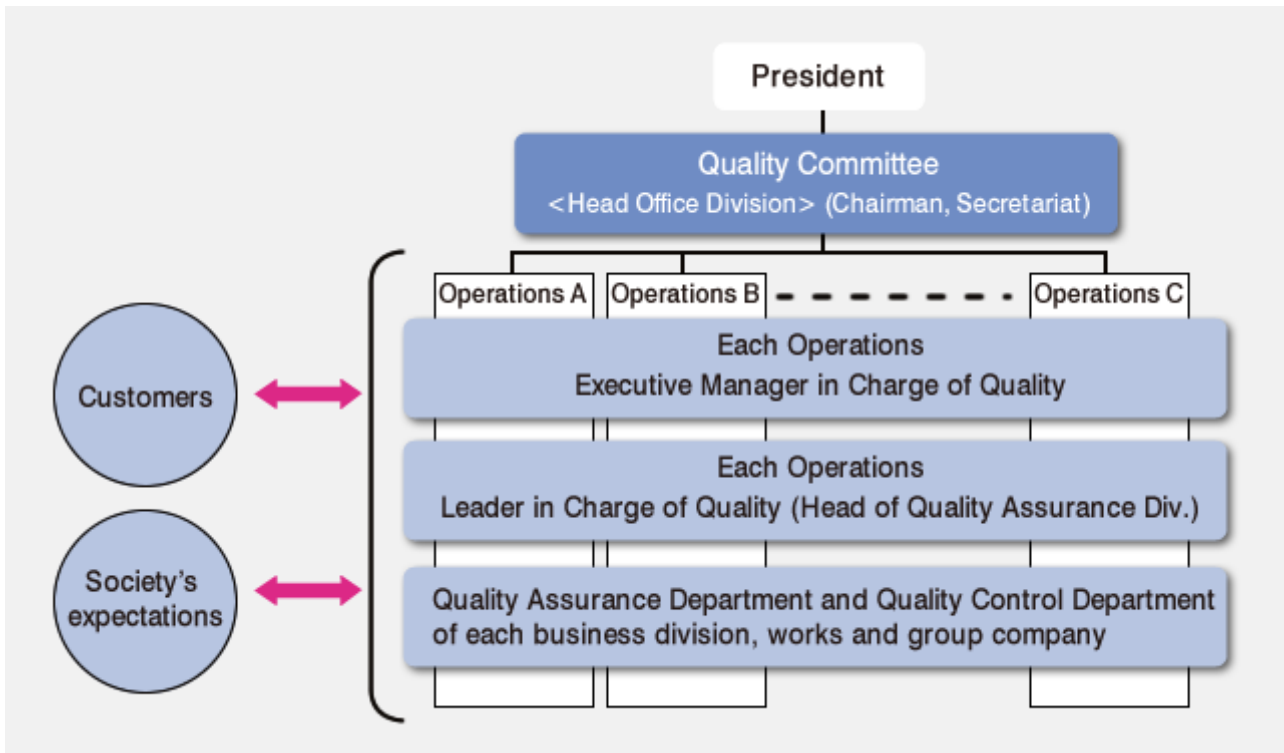 President
Quality Committee
<Head Office Division> (Chairman, Secretariat)
Operations A
Operations B
Operations C
Each Operations
Executive Manager in Charge of Quality
Customers
Each Operations
Leader in Charge of Quality (Head of Quality Assurance Div.)
Society's
expectations
Quality Assurance Department and Quality Control Department
of each business division, works and group company